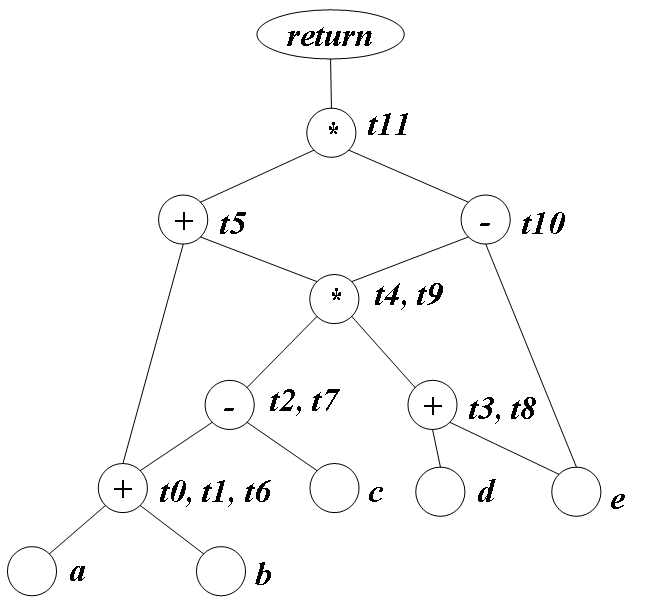 return
* t11
+ t5
- t10
* t4, t9
- t2, t7
+ t3, t8
+ t0, t1, t6
c
d
e
a
b